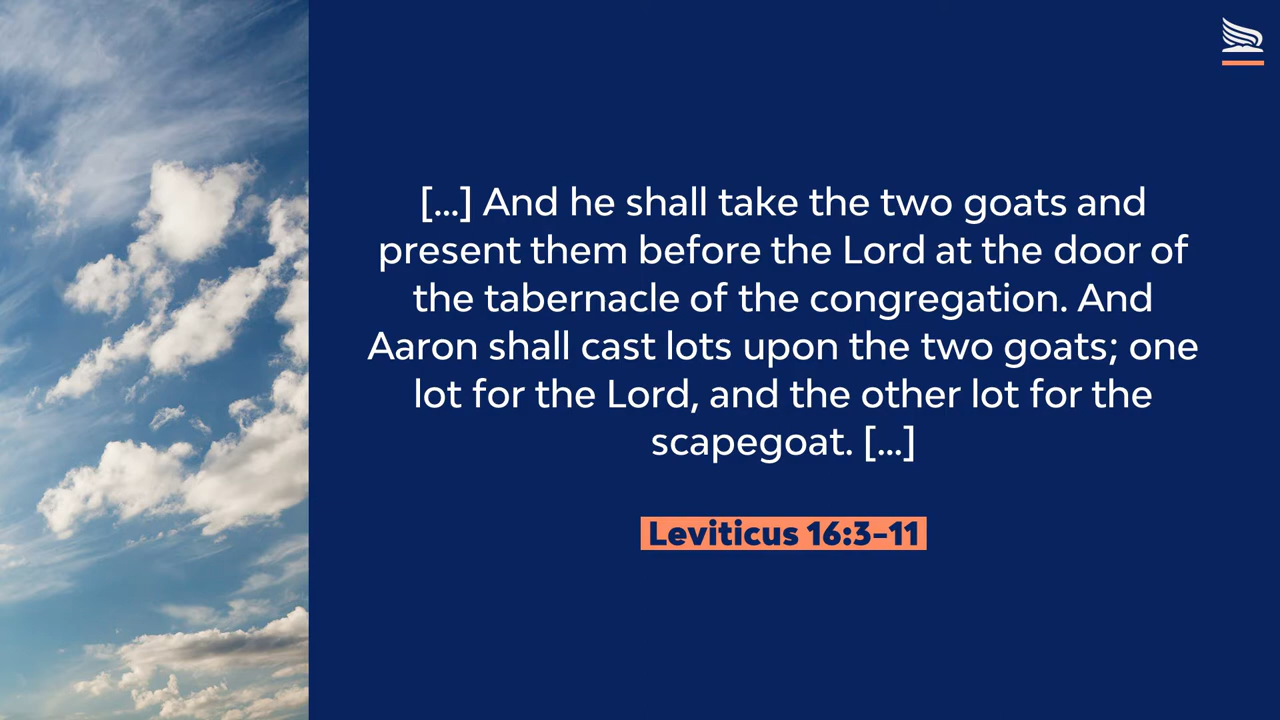 [...] And he shall take the two goats and
present them before the Lord at the door of
the tabernacle of the congregation. And
Aaron shall cast lots upon the two goats; one
lot for the Lord, and the other lot for the
scapegoat. [...]
Leviticus 16:3–11